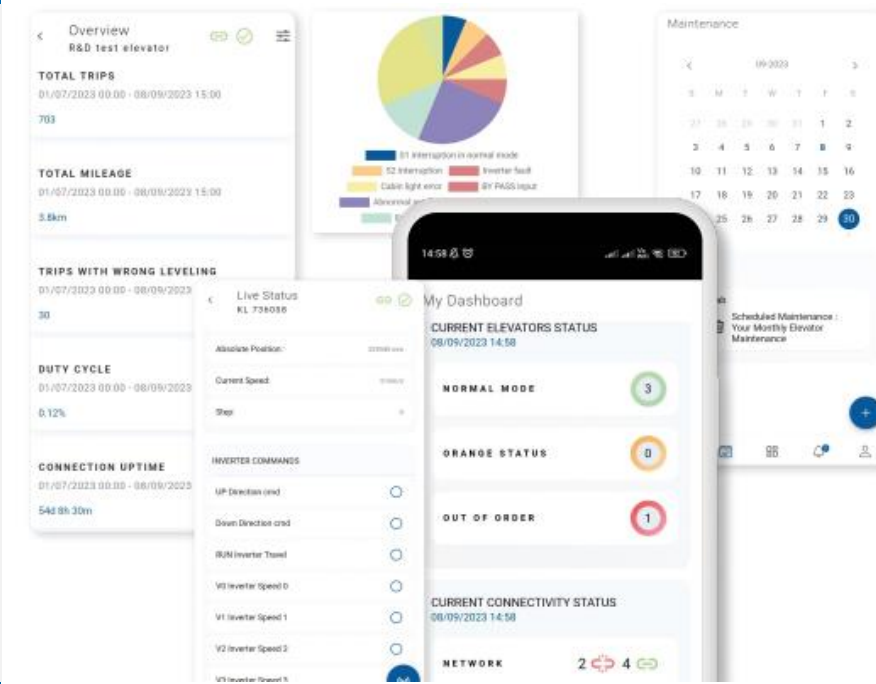 Overview
R&D test elevator
TOTAL TRIPS
01/07/2023 00:00 - 08/09/2023 15:00
703
TOTAL MILEAGE
01/07/2023 00:00 - 08/09/2023 15:00
3.8km
TRIPS WITH WRONG LEVELING
01/07/2023 00:00 - 08/09/2023
30
DUTY CYCLE
01/07/2023 00:00 - 08/09/2023
0.12%
CONNECTION UPTIME
01/07/2023 00:00 - 08/09/2023
54d 8h 30m
S1 Interruption in normal mode
S2 Interruption
Inverter fault
Cabin light error
BY PASS input
Abnormal
Maintenance
09-2023
S M T W T F S
27 28 29 30 31 1 2
3 4 5 6 7 8 9
10 11 12 13 14 15 16
17 18 19 20 21 22 23
25 26 27 28 29 30
Scheduled Maintenance :
Your Monthly Elevator
Maintenance
Live Status
KL 736088
Absolute Position:
Current Speed:
Step:
INVERTER COMMANDS
UP Direction cmd
Down Direction cmd
RUN Inverter Travel
V0 Inverter Speed 0
V1 Inverter Speed 1
V2 Inverter Speed 2
V3 Inverter Speed 3
14:58
My Dashboard
CURRENT ELEVATORS STATUS
08/09/2023 14:58
NORMAL MODE 3
ORANGE STATUS 0
OUT OF ORDER 1
CURRENT CONNECTIVITY STATUS
08/09/2023 14:58
NETWORK 2 4